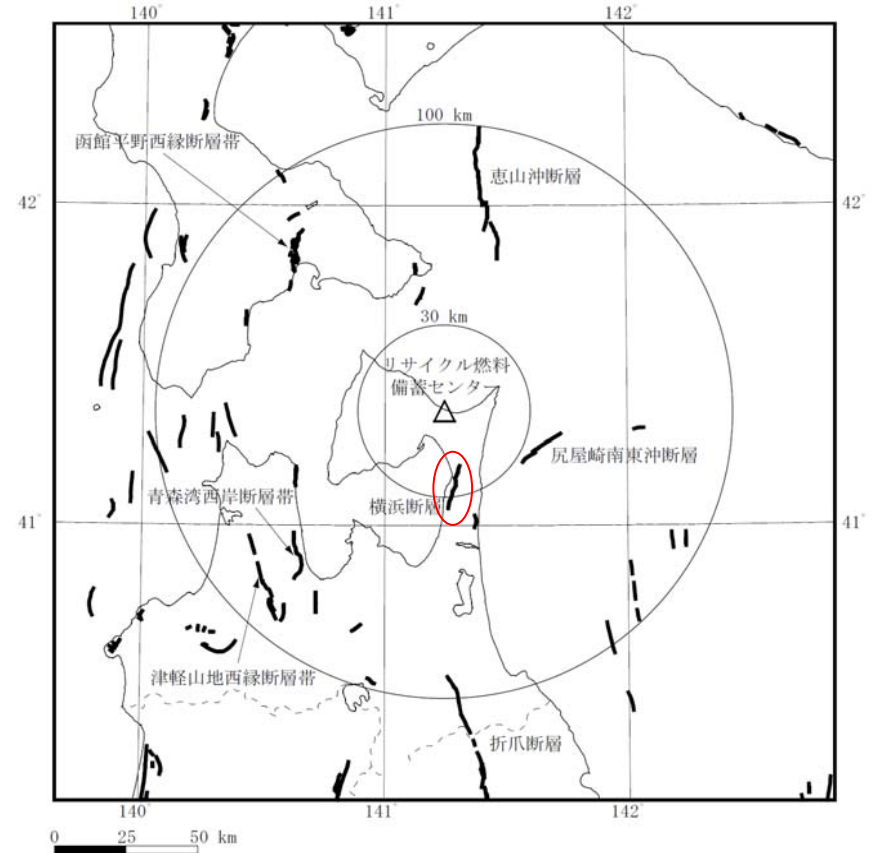 140°
141°
142°
100 km
函館平野西縁断層帯
恵山沖断層
42°
42°
30 km
リサイクル燃料
備蓄センター
尻屋崎南東沖断層
青森湾西岸断層帯
横浜断層
41°
41°
津軽山地西縁断層帯
折爪断層
140°
141°
142°
0 25 50 km